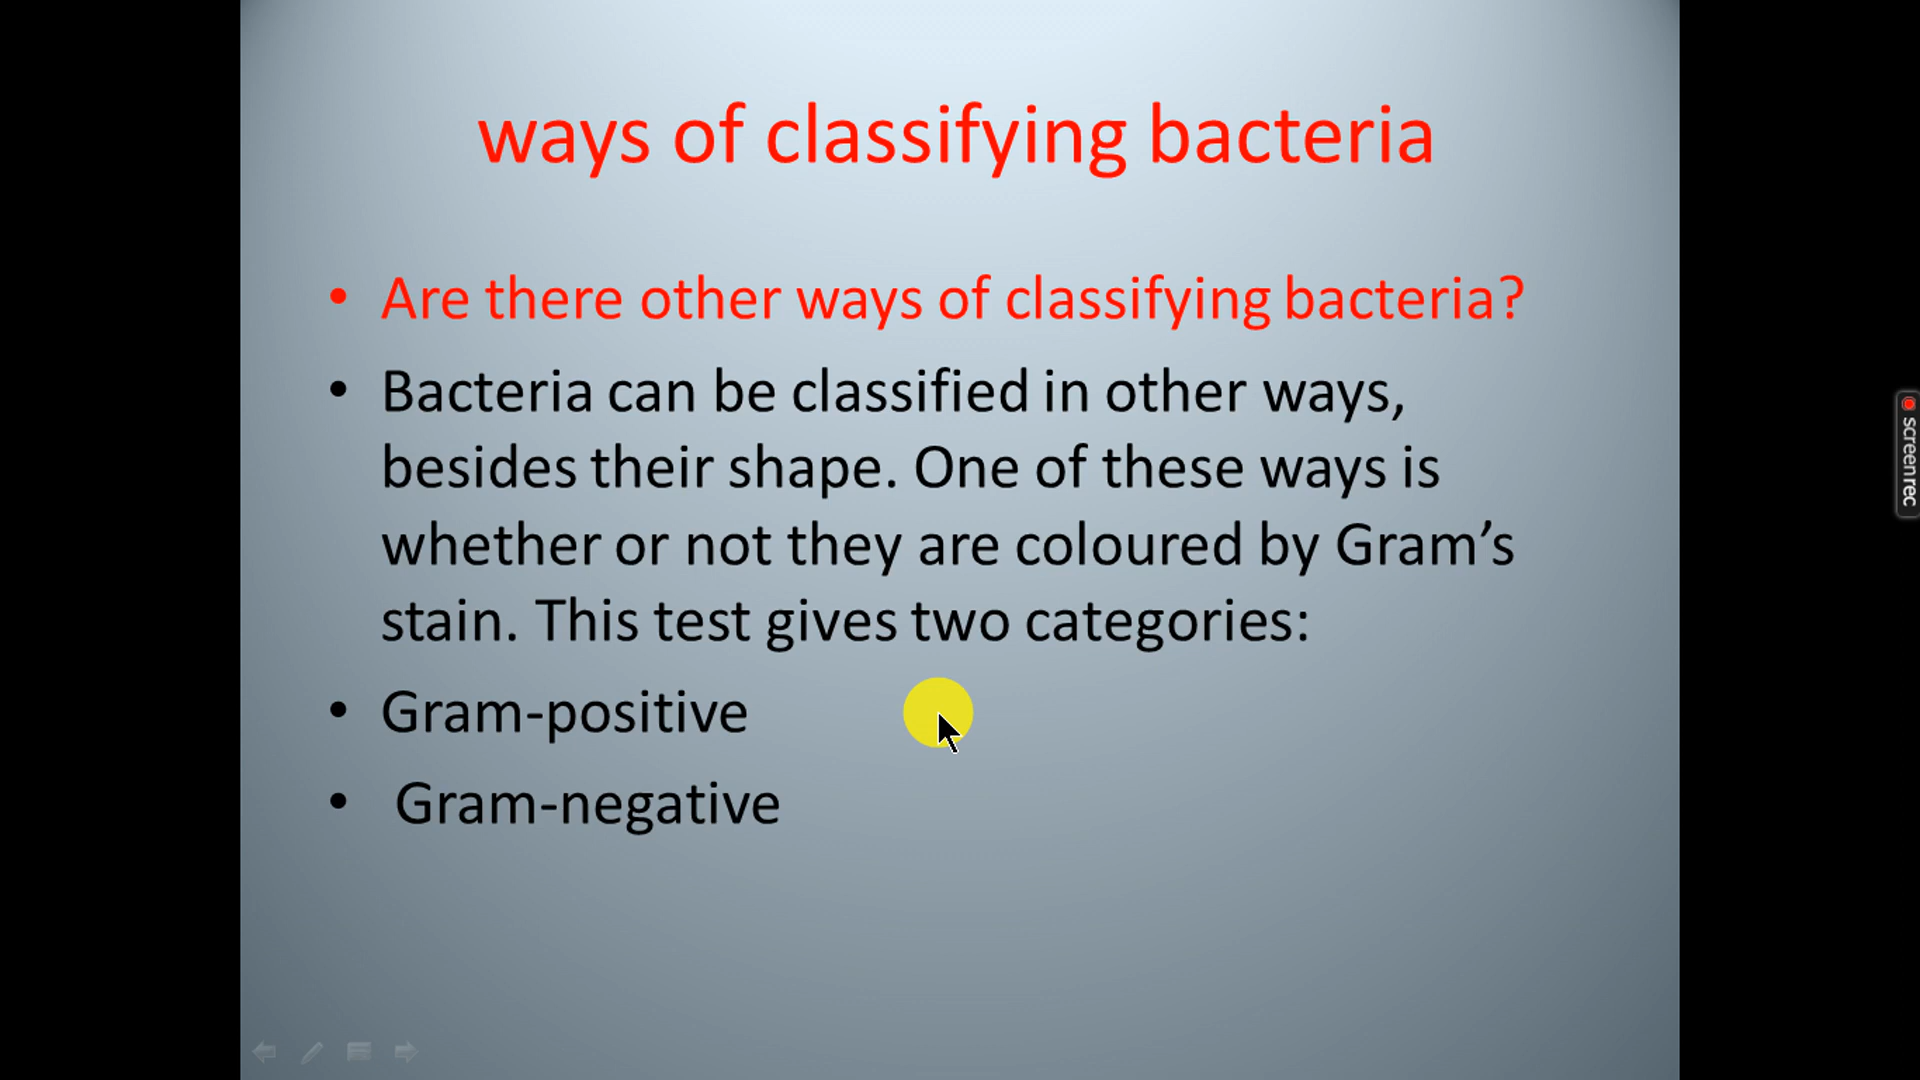 ways of classifying bacteria
• Are there other ways of classifying bacteria?
• Bacteria can be classified in other ways,
besides their shape. One of these ways is
whether or not they are coloured by Gram’s
stain. This test gives two categories:
• Gram-positive
• Gram-negative
screenrec